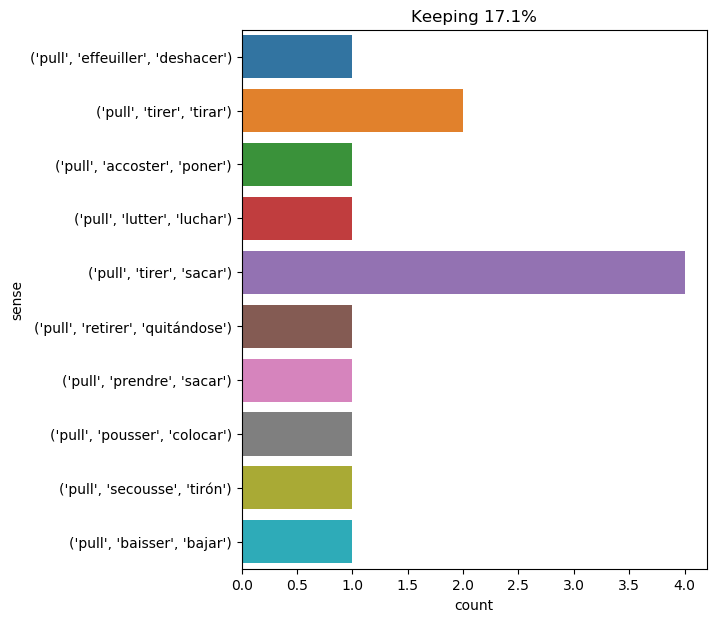 Keeping 17.1%
('pull', 'effeuiller', 'deshacer')
('pull', 'tirer', 'tirar')
('pull', 'accoster', 'poner')
('pull', 'lutter', 'luchar')
('pull', 'tirer', 'sacar')
('pull', 'retirer', 'quitándose')
('pull', 'prendre', 'sacar')
('pull', 'pousser', 'colocar')
('pull', 'secousse', 'tirón')
('pull', 'baisser', 'bajar')
sense
0.0 0.5 1.0 1.5 2.0 2.5 3.0 3.5 4.0
count